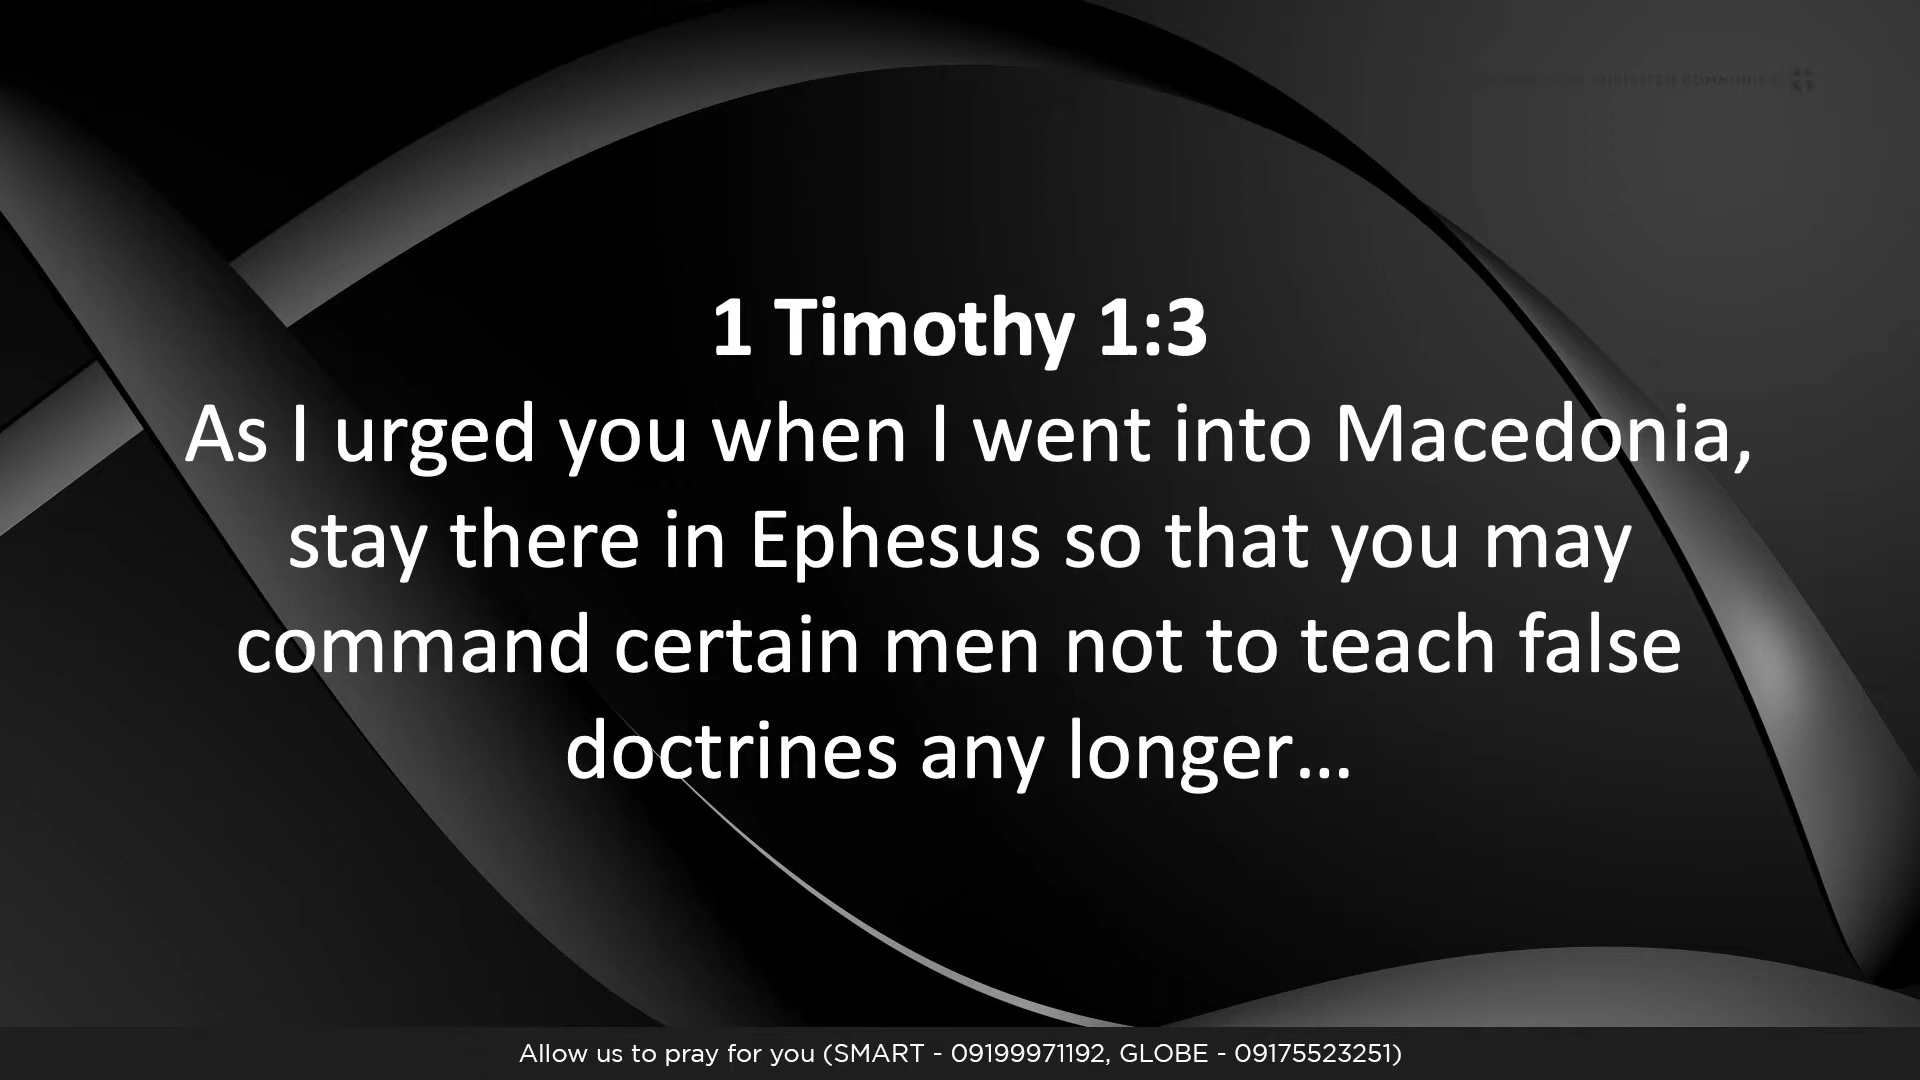 1 Timothy 1:3
As I urged you when I went into Macedonia,
stay there in Ephesus so that you may
command certain men not to teach false
doctrines any longer...
Allow us to pray for you (SMART - 09199971192, GLOBE - 09175523251)